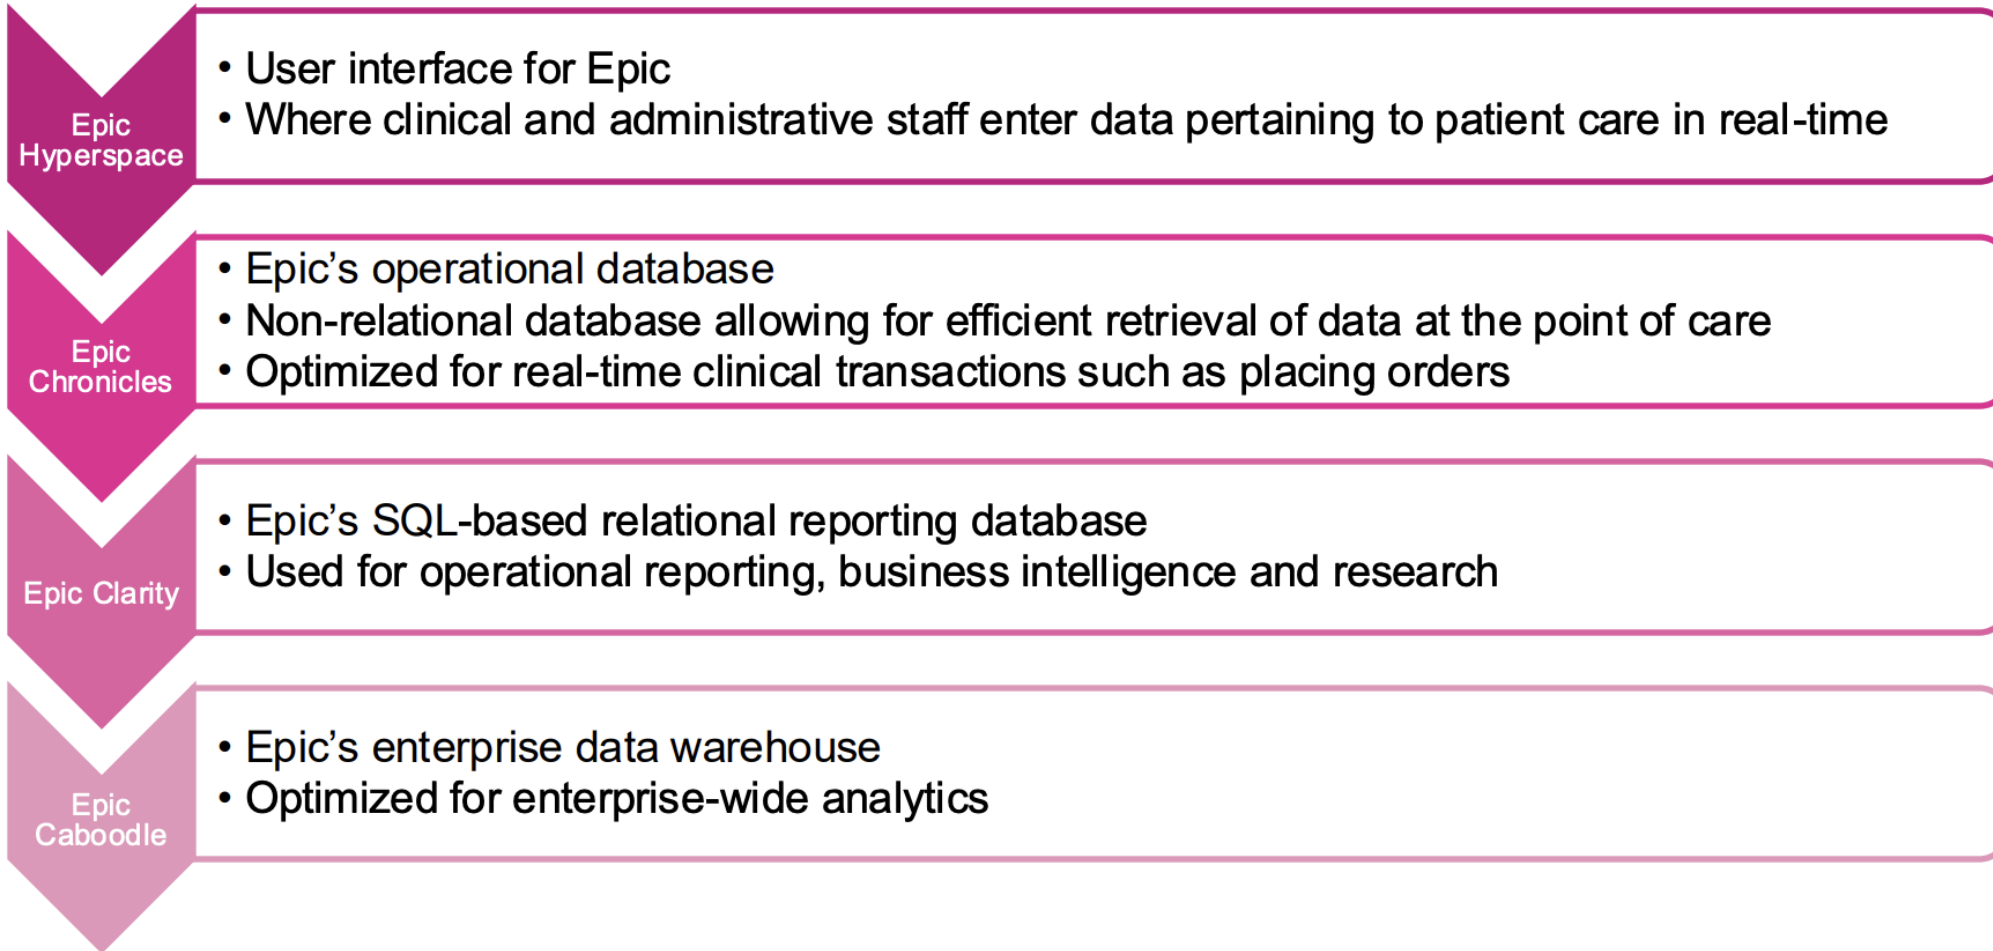 Epic
Hyperspace
• User interface for Epic
• Where clinical and administrative staff enter data pertaining to patient care in real-time
Epic
Chronicles
• Epic’s operational database
• Non-relational database allowing for efficient retrieval of data at the point of care
• Optimized for real-time clinical transactions such as placing orders
Epic Clarity
• Epic’s SQL-based relational reporting database
• Used for operational reporting, business intelligence and research
Epic
Caboodle
• Epic’s enterprise data warehouse
• Optimized for enterprise-wide analytics